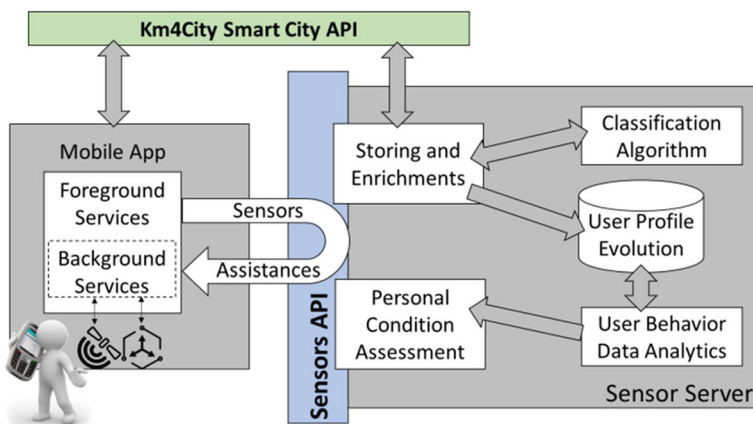 Km4City Smart City API
Mobile App
Foreground
Services
Background
Services
Sensors
Assistances
Sensors API
Storing and
Enrichments
Classification
Algorithm
User Profile
Evolution
Personal
Condition
Assessment
User Behavior
Data Analytics
Sensor Server